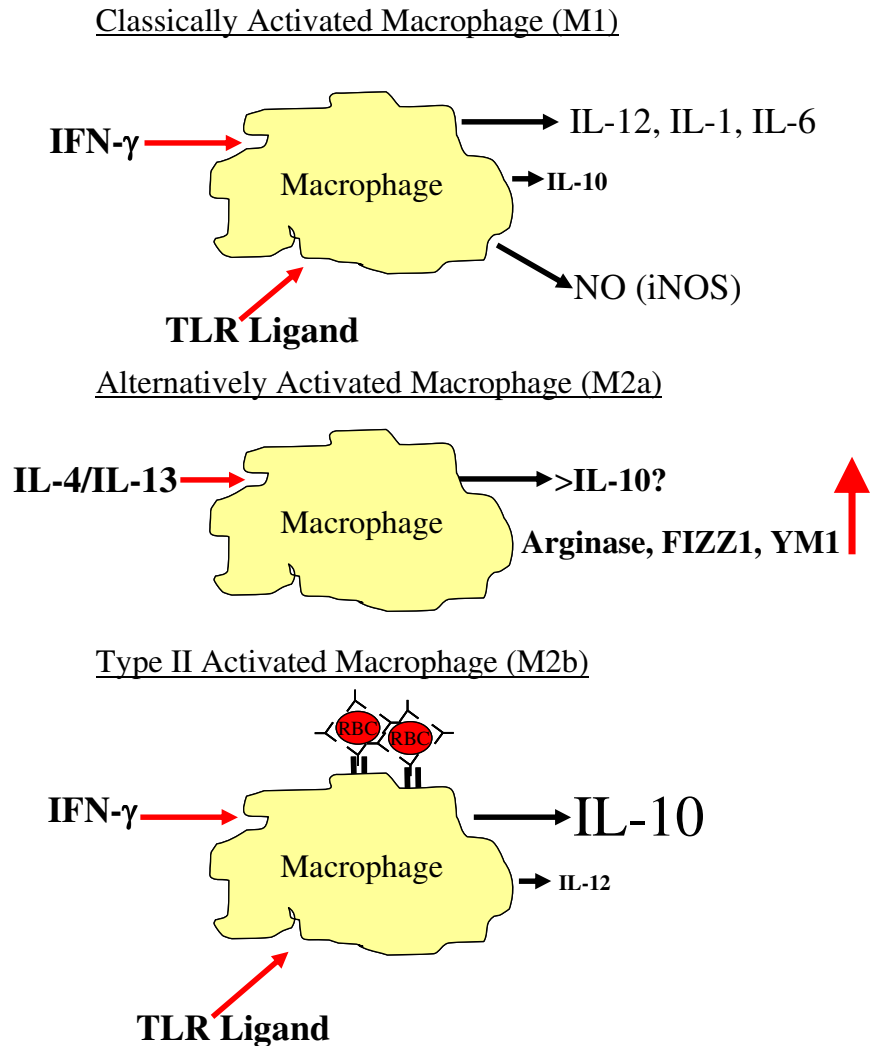 Classically Activated Macrophage (M1)
IFN-γ
IL-12, IL-1, IL-6
Macrophage
IL-10
NO (iNOS)
TLR Ligand
Alternatively Activated Macrophage (M2a)
IL-4/IL-13
>IL-10?
Macrophage
Arginase, FIZZ1, YM1
Type II Activated Macrophage (M2b)
RBC
RBC
IFN-γ
IL-10
Macrophage
IL-12
TLR Ligand